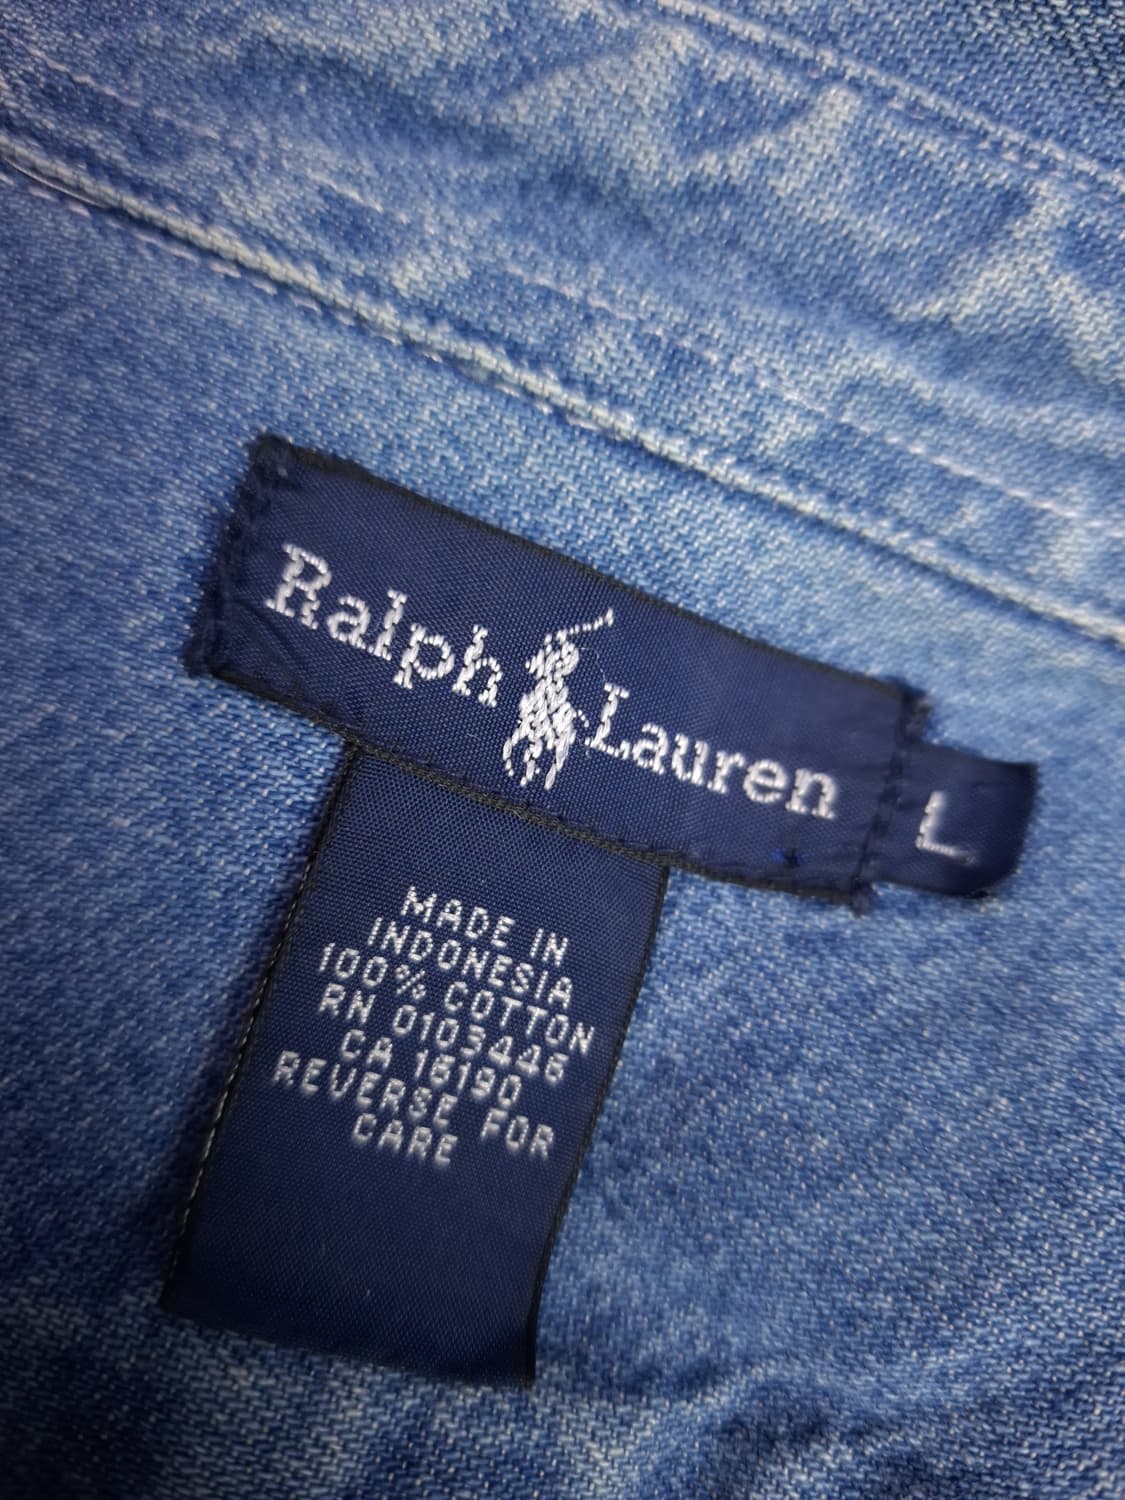 Ralph Lauren
L
MADE IN
INDONESIA
100% COTTON
RN 0103446
CA 16190
REVERSE FOR
CARE